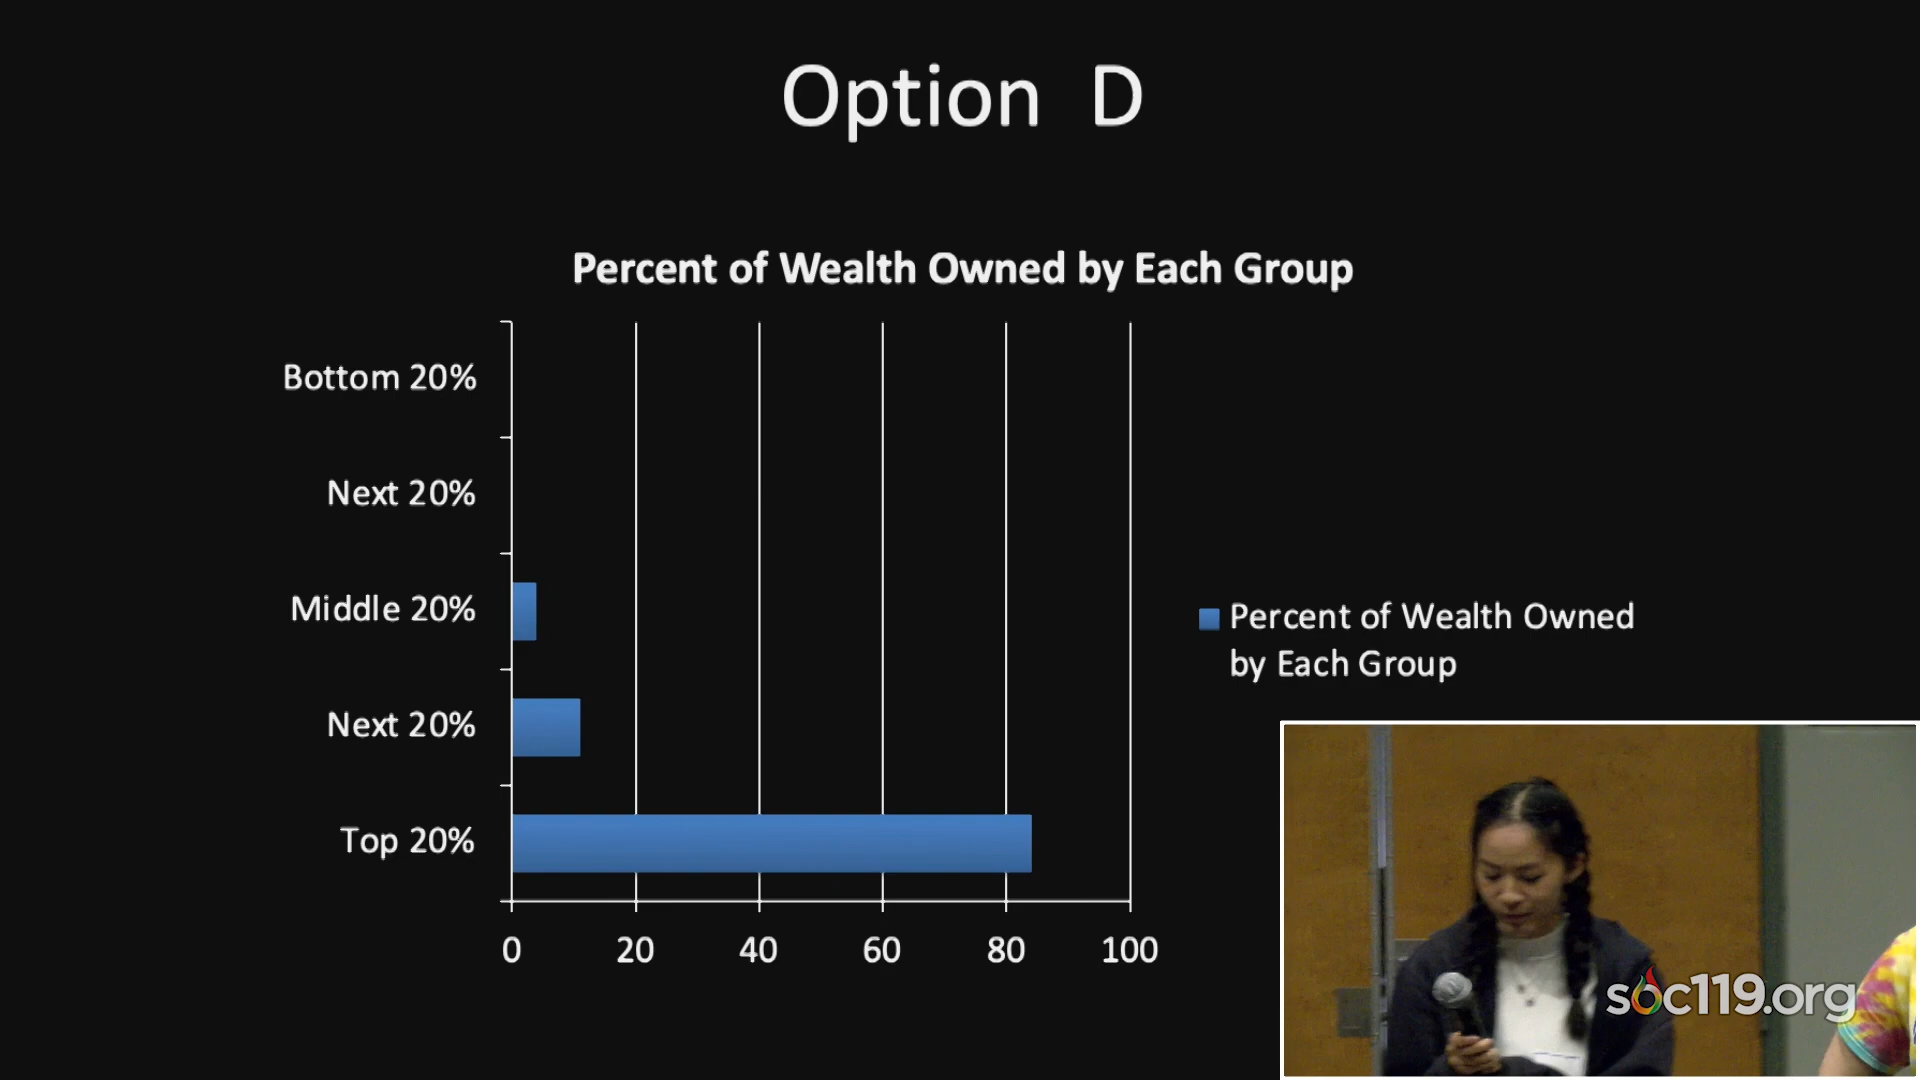 Option D
Percent of Wealth Owned by Each Group
Bottom 20%
Next 20%
Middle 20%
Next 20%
Top 20%
0 20 40 60 80 100
Percent of Wealth Owned
by Each Group
soc119.org